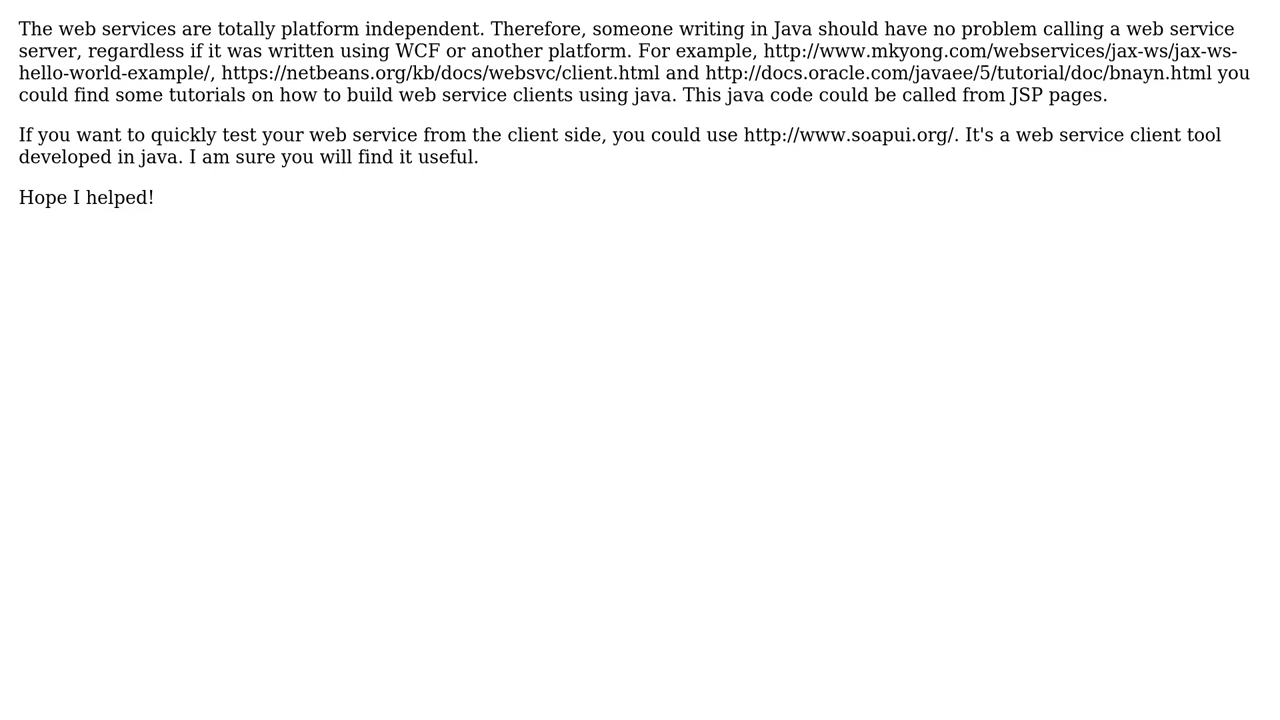 The web services are totally platform independent. Therefore, someone writing in Java should have no problem calling a web service
server, regardless if it was written using WCF or another platform. For example, http://www.mkyong.com/webservices/jax-ws/jax-ws-
hello-world-example/, https://netbeans.org/kb/docs/websvc/client.html and http://docs.oracle.com/javaee/5/tutorial/doc/bnayn.html you
could find some tutorials on how to build web service clients using java. This java code could be called from JSP pages.
If you want to quickly test your web service from the client side, you could use http://www.soapui.org/. It's a web service client tool
developed in java. I am sure you will find it useful.
Hope I helped!